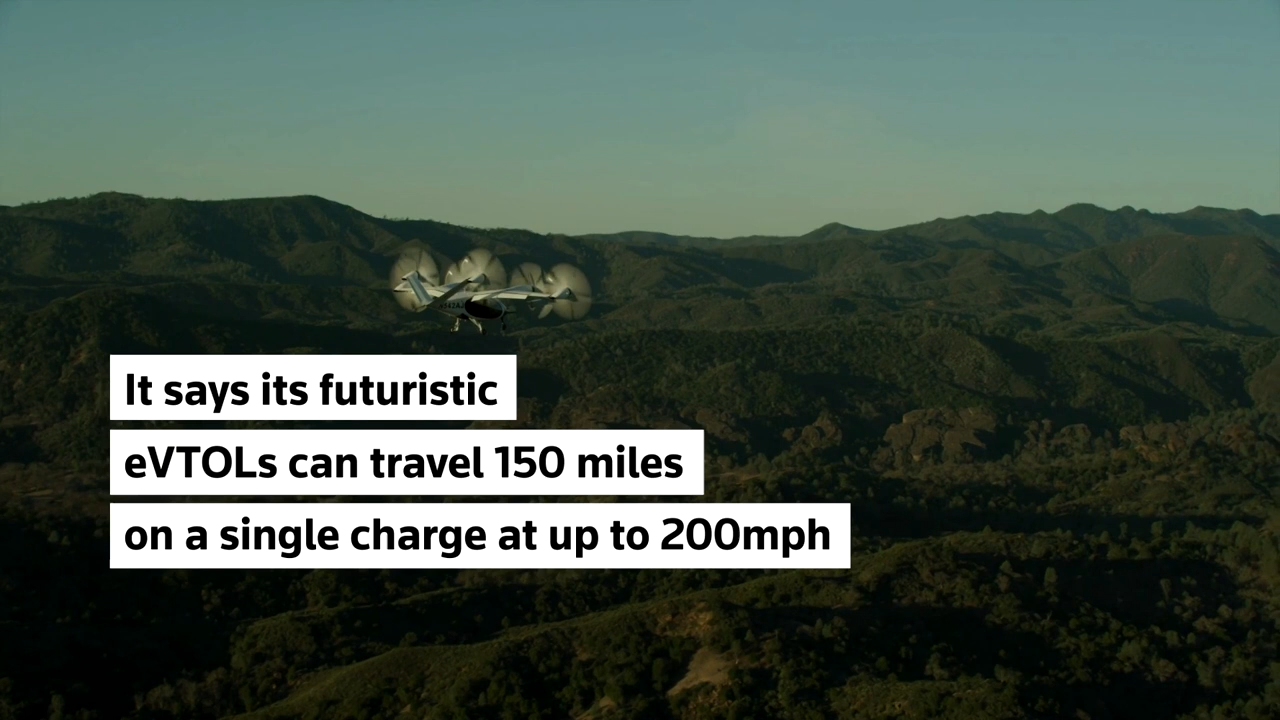 It says its futuristic
eVTOLs can travel 150 miles
on a single charge at up to 200mph